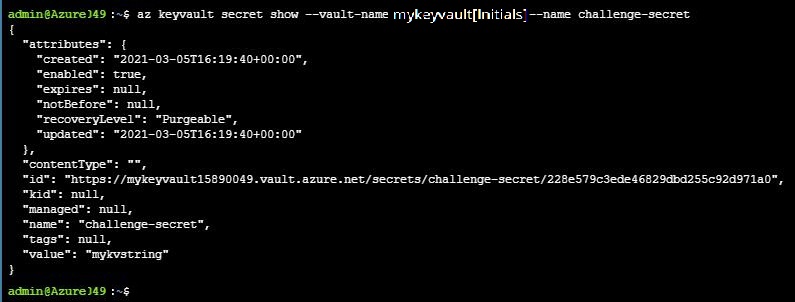 admin@Azure)49 :~$ az keyvault secret show --vault-name mykeyvault[Initials] --name challenge-secret
{
  "attributes": {
    "created": "2021-03-05T16:19:40+00:00",
    "enabled": true,
    "expires": null,
    "notBefore": null,
    "recoveryLevel": "Purgeable",
    "updated": "2021-03-05T16:19:40+00:00"
  },
  "contentType": "",
  "id": "https://mykeyvault15890049.vault.azure.net/secrets/challenge-secret/228e579c3ede46829dbd255c92d971a0",
  "kid": null,
  "managed": null,
  "name": "challenge-secret",
  "tags": null,
  "value": "mykvstring"
}
admin@Azure)49 :~$